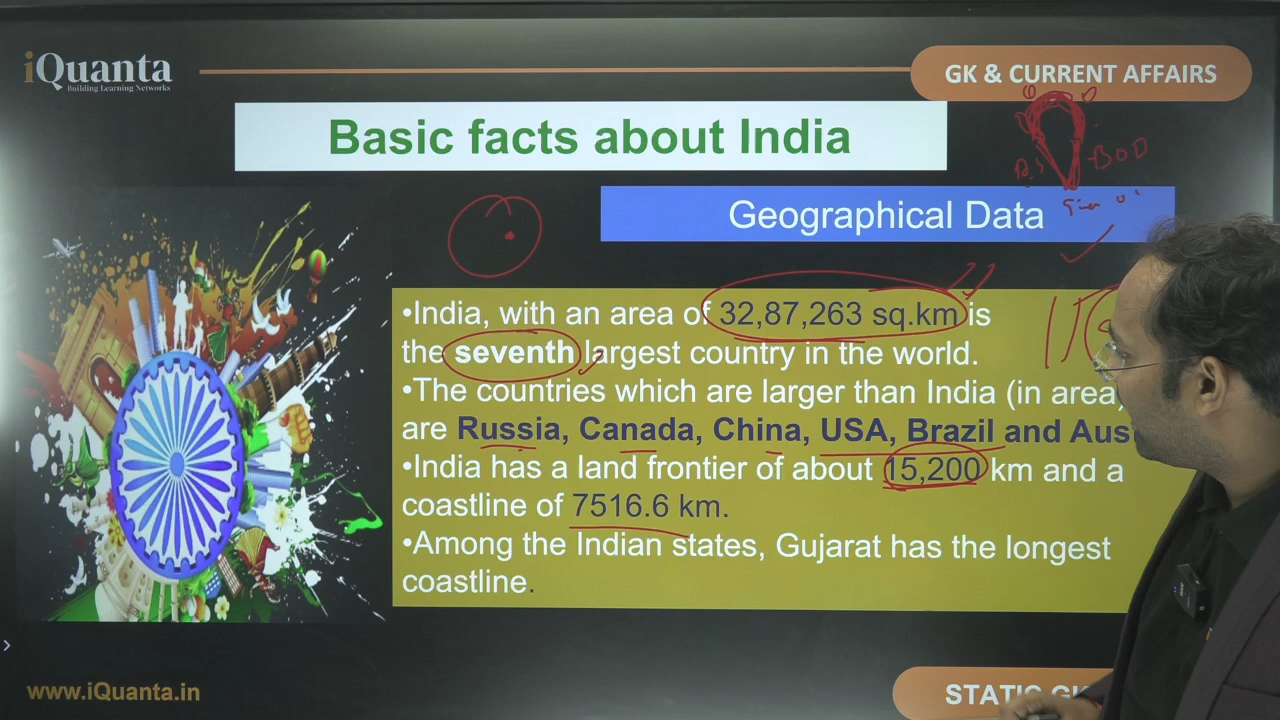 iQuanta
Building Learning Networks
GK & CURRENT AFFAIRS
Basic facts about India
BOD
Geographical Data
•India, with an area of 32,87,263 sq.km is
the seventh largest country in the world.
•The countries which are larger than India (in area)
are Russia, Canada, China, USA, Brazil and Aus
•India has a land frontier of about 15,200 km and a
coastline of 7516.6 km.
•Among the Indian states, Gujarat has the longest
coastline.
www.iQuanta.in
STATIC GK